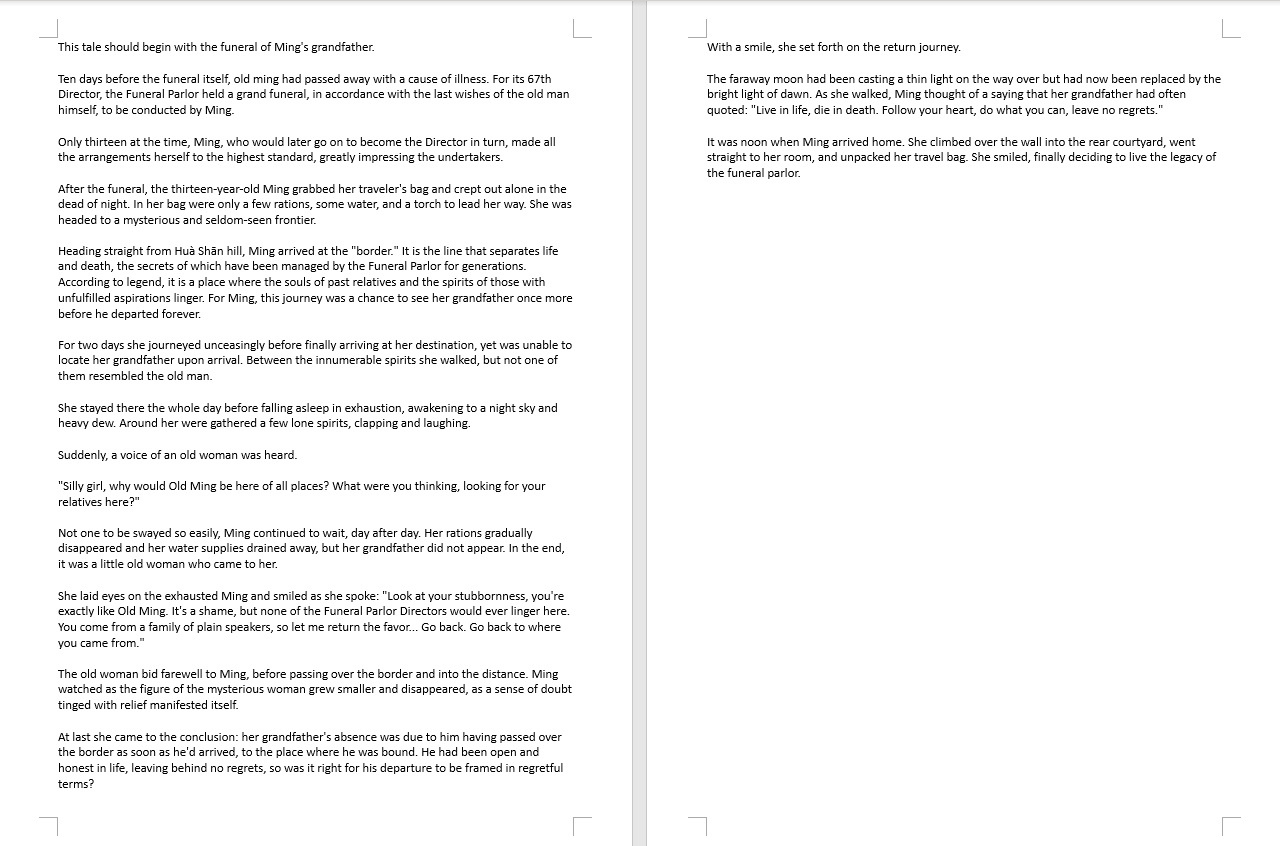 This tale should begin with the funeral of Ming's grandfather.
Ten days before the funeral itself, old ming had passed away with a cause of illness. For its 67th
Director, the Funeral Parlor held a grand funeral, in accordance with the last wishes of the old man
himself, to be conducted by Ming.
Only thirteen at the time, Ming, who would later go on to become the Director in turn, made all
the arrangements herself to the highest standard, greatly impressing the undertakers.
After the funeral, the thirteen-year-old Ming grabbed her traveler's bag and crept out alone in the
dead of night. In her bag were only a few rations, some water, and a torch to lead her way. She was
headed to a mysterious and seldom-seen frontier.
Heading straight from Huà Shān hill, Ming arrived at the "border." It is the line that separates life
and death, the secrets of which have been managed by the Funeral Parlor for generations.
According to legend, it is a place where the souls of past relatives and the spirits of those with
unfulfilled aspirations linger. For Ming, this journey was a chance to see her grandfather once more
before he departed forever.
For two days she journeyed unceasingly before finally arriving at her destination, yet was unable to
locate her grandfather upon arrival. Between the innumerable spirits she walked, but not one of
them resembled the old man.
She stayed there the whole day before falling asleep in exhaustion, awakening to a night sky and
heavy dew. Around her were gathered a few lone spirits, clapping and laughing.
Suddenly, a voice of an old woman was heard.
"Silly girl, why would Old Ming be here of all places? What were you thinking, looking for your
relatives here?"
Not one to be swayed so easily, Ming continued to wait, day after day. Her rations gradually
disappeared and her water supplies drained away, but her grandfather did not appear. In the end,
it was a little old woman who came to her.
She laid eyes on the exhausted Ming and smiled as she spoke: "Look at your stubbornness, you're
exactly like Old Ming. It's a shame, but none of the Funeral Parlor Directors would ever linger here.
You come from a family of plain speakers, so let me return the favor... Go back. Go back to where
you came from."
The old woman bid farewell to Ming, before passing over the border and into the distance. Ming
watched as the figure of the mysterious woman grew smaller and disappeared, as a sense of doubt
tinged with relief manifested itself.
At last she came to the conclusion: her grandfather's absence was due to him having passed over
the border as soon as he'd arrived, to the place where he was bound. He had been open and
honest in life, leaving behind no regrets, so was it right for his departure to be framed in regretful
terms?
With a smile, she set forth on the return journey.
The faraway moon had been casting a thin light on the way over but had now been replaced by the
bright light of dawn. As she walked, Ming thought of a saying that her grandfather had often
quoted: "Live in life, die in death. Follow your heart, do what you can, leave no regrets."
It was noon when Ming arrived home. She climbed over the wall into the rear courtyard, went
straight to her room, and unpacked her travel bag. She smiled, finally deciding to live the legacy of
the funeral parlor.